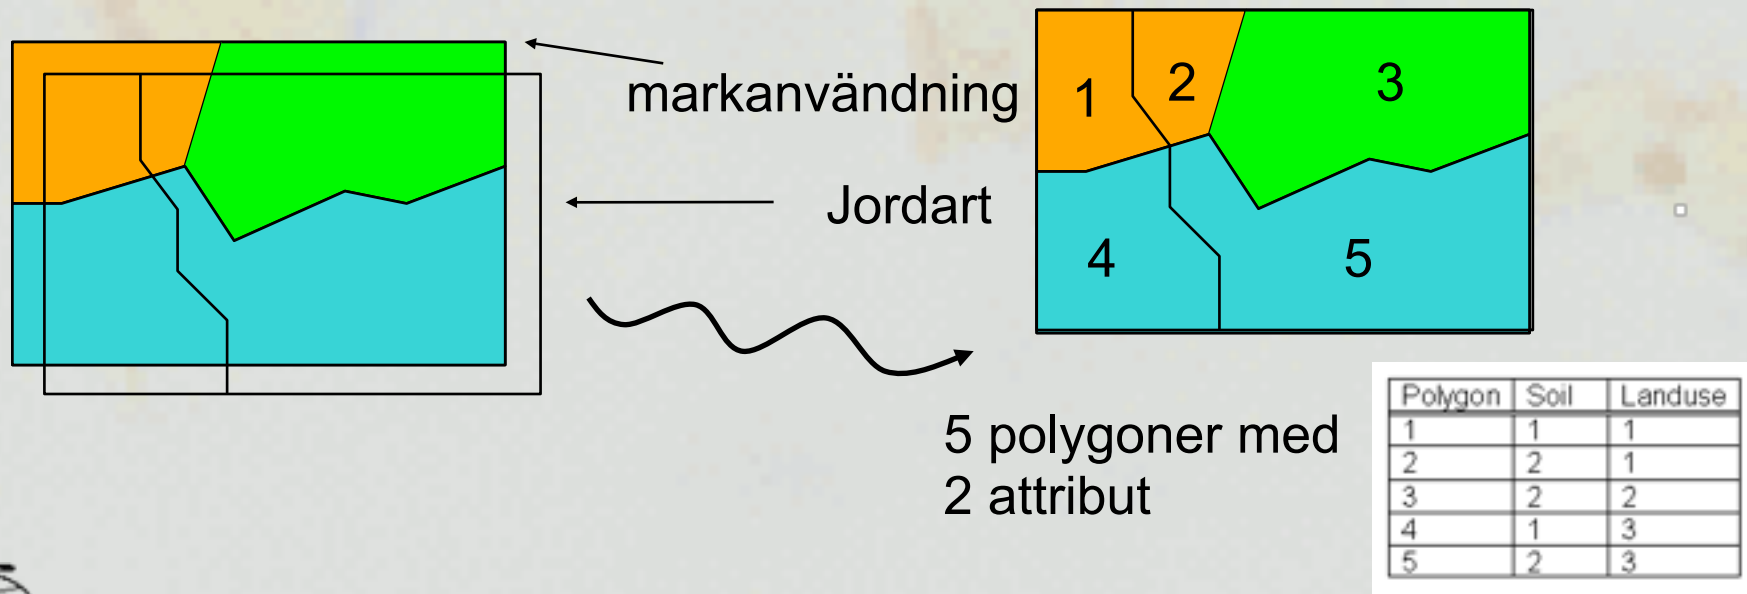 markanvändning
Jordart
1
2
3
4
5
5 polygoner med
2 attribut
Polygon Soil Landuse
1 1 1
2 2 1
3 2 2
4 1 3
5 2 3